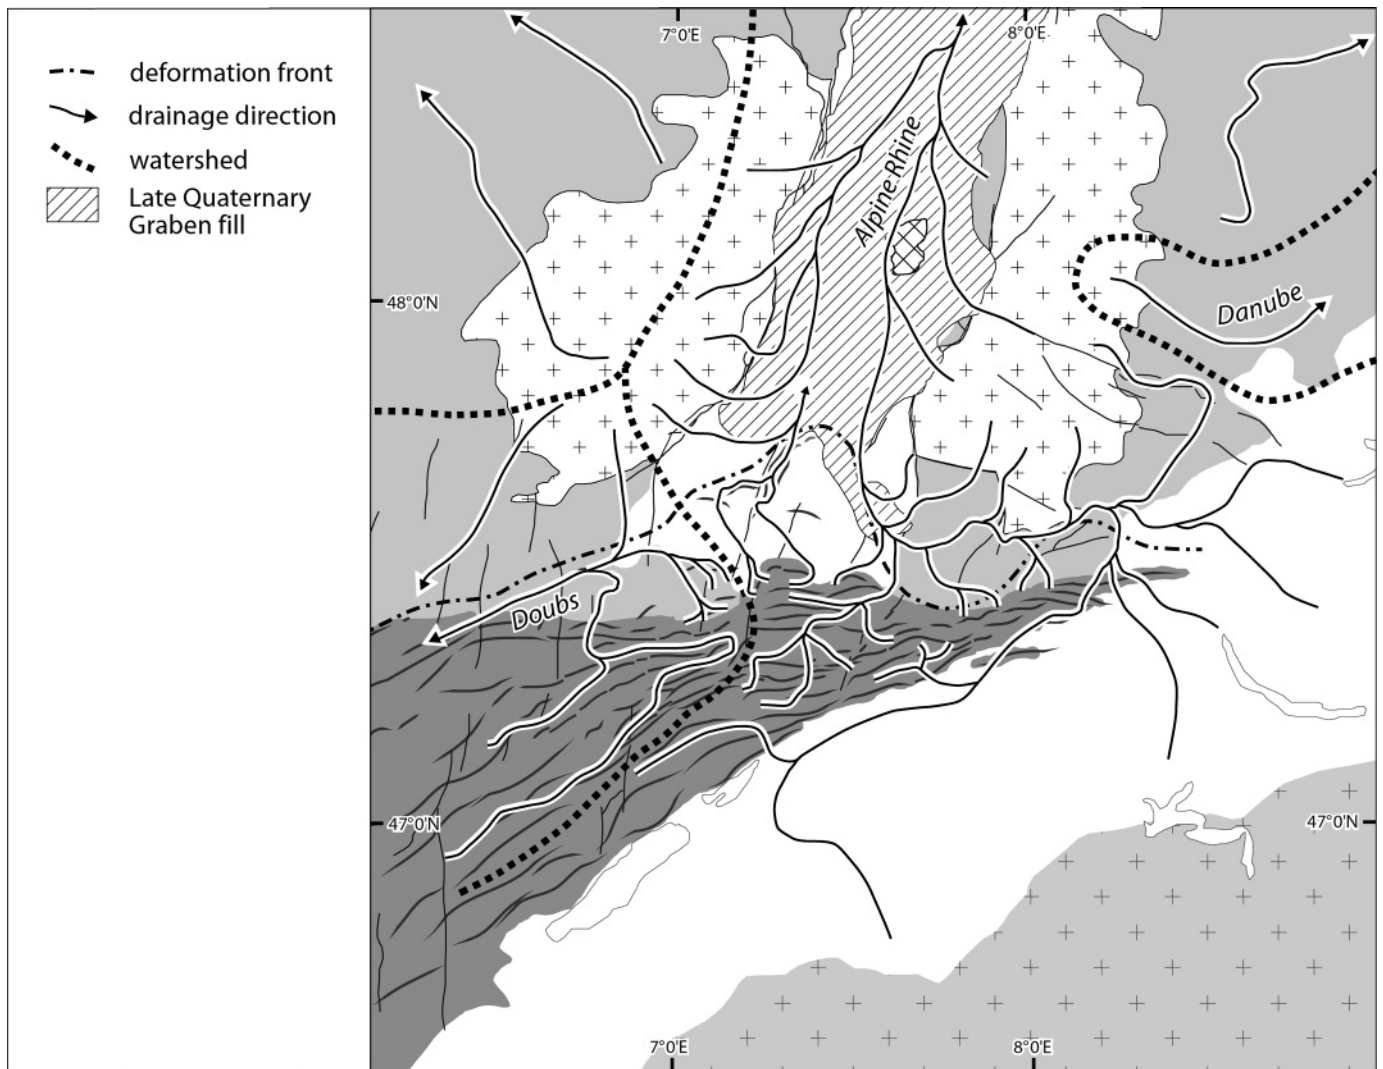 deformation front
drainage direction
watershed
Late Quaternary
Graben fill
7°0'E
8°0'E
Alpine Rhine
48°0'N
Danube
Doubs
47°0'N
47°0'N
7°0'E
8°0'E